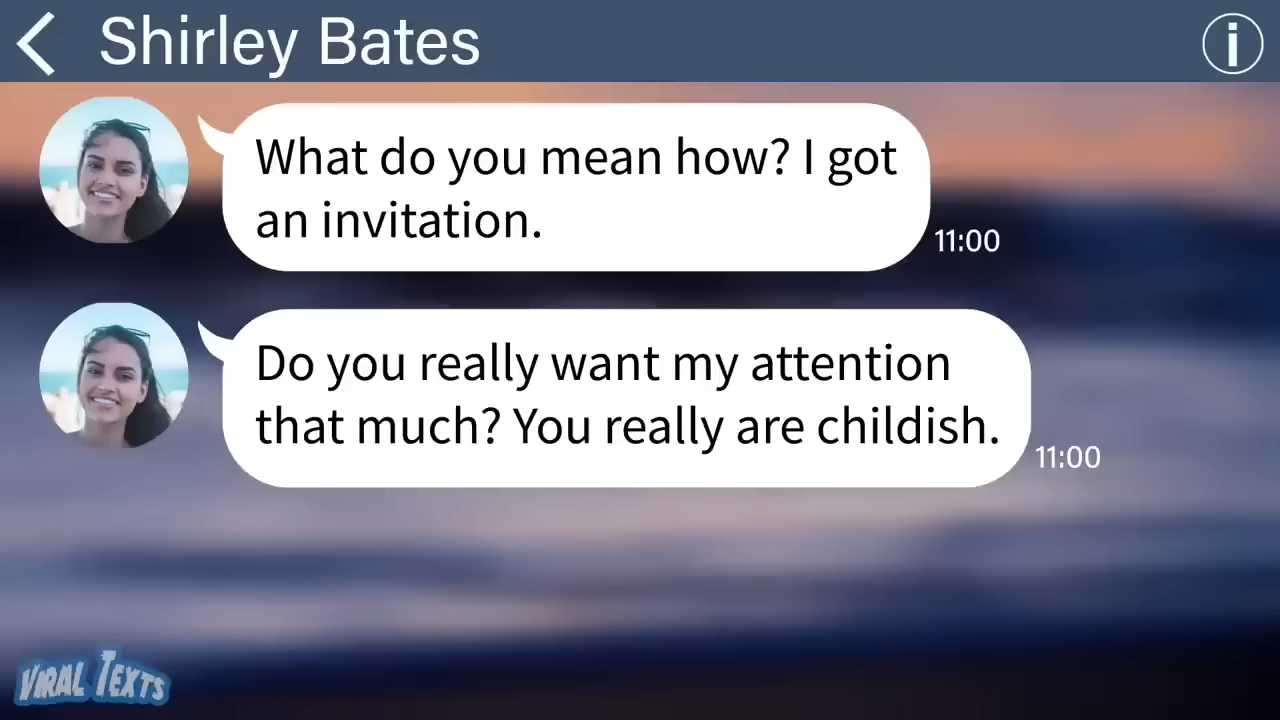 Shirley Bates
What do you mean how? I got
an invitation.
11:00
Do you really want my attention
that much? You really are childish.
11:00
VIRAL TEXTS